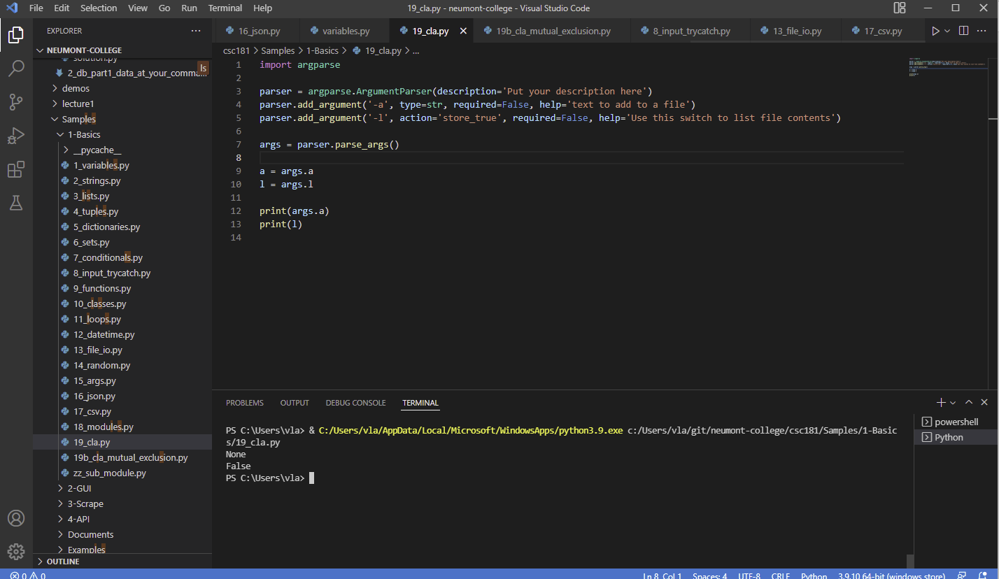 File Edit Selection View Go Run Terminal Help 19_cla.py - neumont-college - Visual Studio Code
EXPLORER
NEUMONT-COLLEGE
solution.py
2_db_part1_data_at_your_comma...
ls
demos
lecture1
Samples
1-Basics
__pycache__
1_variables.py
2_strings.py
3_lists.py
4_tuples.py
5_dictionaries.py
6_sets.py
7_conditionals.py
8_input_trycatch.py
9_functions.py
10_classes.py
11_loops.py
12_datetime.py
13_file_io.py
14_random.py
15_args.py
16_json.py
17_csv.py
18_modules.py
19_cla.py
19b_cla_mutual_exclusion.py
zz_sub_module.py
2-GUI
3-Scrape
4-API
Documents
Examples
OUTLINE
16_json.py variables.py 19_cla.py 19b_cla_mutual_exclusion.py 8_input_trycatch.py 13_file_io.py 17_csv.py
csc181 > Samples > 1-Basics > 19_cla.py > ...
1 import argparse
2
3 parser = argparse.ArgumentParser(description='Put your description here')
4 parser.add_argument('-a', type=str, required=False, help='text to add to a file')
5 parser.add_argument('-l', action='store_true', required=False, help='Use this switch to list file contents')
6
7 args = parser.parse_args()
8
9 a = args.a
10 l = args.l
11
12 print(args.a)
13 print(l)
14
PROBLEMS OUTPUT DEBUG CONSOLE TERMINAL
PS C:\Users\vla> & C:/Users/vla/AppData/Local/Microsoft/WindowsApps/python3.9.exe c:/Users/vla/git/neumont-college/csc181/Samples/1-Basic
s/19_cla.py
None
False
PS C:\Users\vla>
powershell
Python
0 0 Ln 8, Col 1 Spaces: 4 UTF-8 CRLF Python 3.9.10 64-bit (windows store)